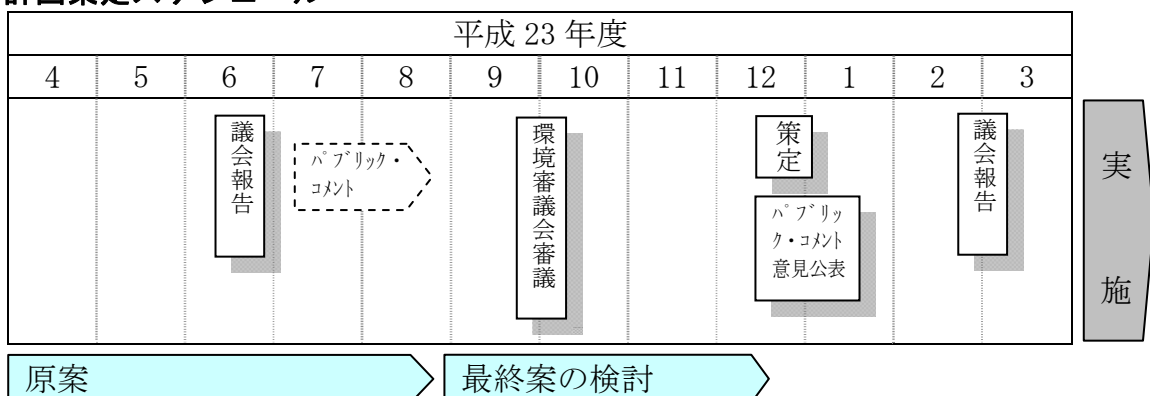 計画策定スケジュール
平成 23 年度
4 5 6 7 8 9 10 11 12 1 2 3
議会報告
ﾊﾟﾌﾞﾘｯｸ・
ｺﾒﾝﾄ
環境審議会審議
策定
ﾊﾟﾌﾞﾘｯ
ｸ・ｺﾒﾝﾄ
意見公表
議会報告
実施
原案
最終案の検討